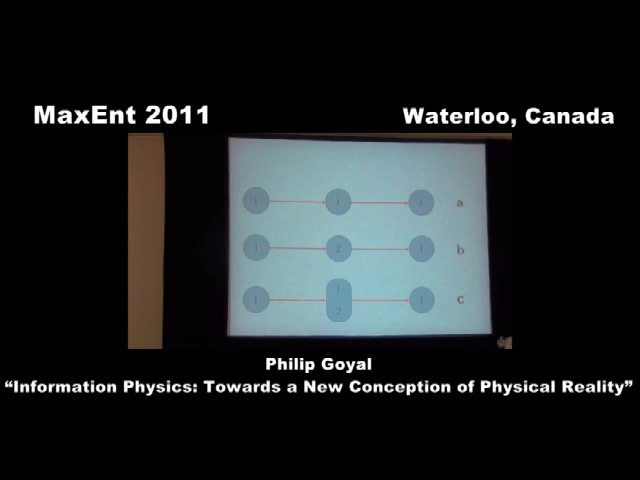 MaxEnt 2011 Waterloo, Canada
1 1 1 a
1 2 1 b
1 1 2 1 c
Philip Goyal
“Information Physics: Towards a New Conception of Physical Reality”